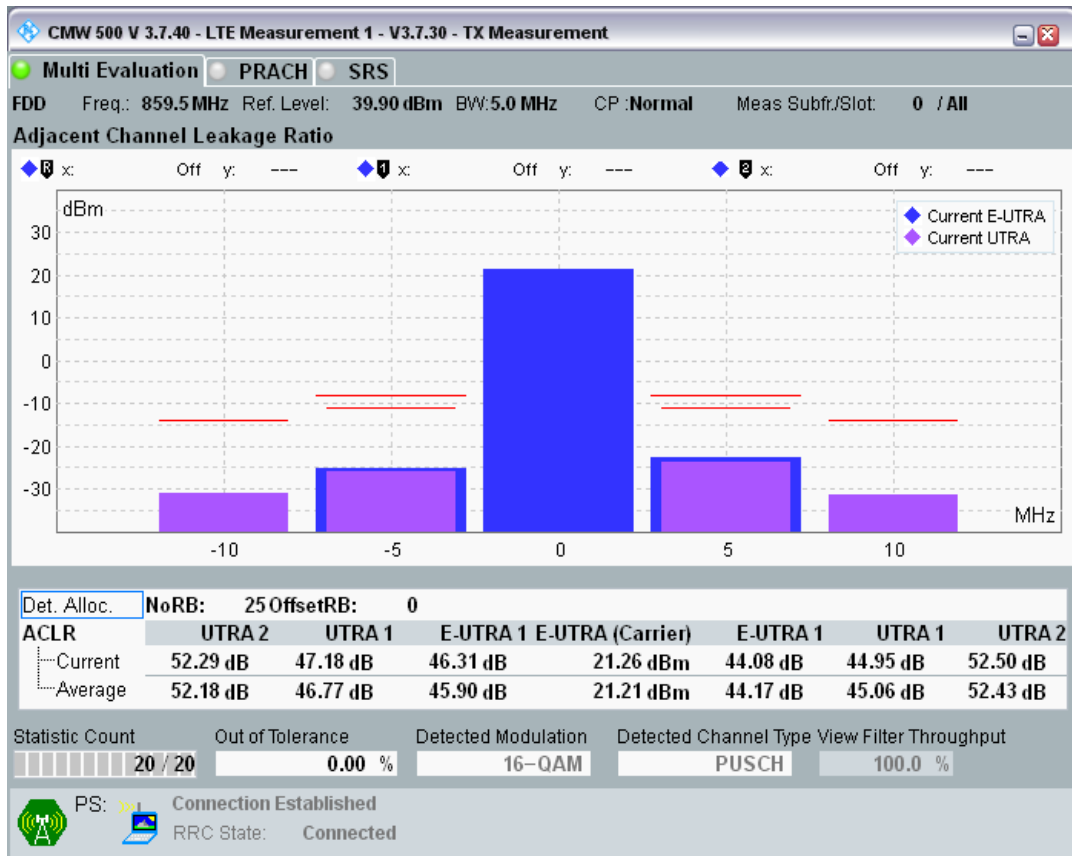 CMW 500 V 3.7.40 - LTE Measurement 1 - V3.7.30 - TX Measurement
Multi Evaluation PRACH SRS
FDD Freq.: 859.5 MHz Ref. Level: 39.90 dBm BW:5.0 MHz CP :Normal Meas Subfr./Slot: 0 / All
Adjacent Channel Leakage Ratio
R x: Off y: --- 1 x: Off y: --- 2 x: Off y: ---
dBm
Current E-UTRA
Current UTRA
30
20
10
0
-10
-20
-30
MHz
-10 -5 0 5 10
Det. Alloc. NoRB: 25 OffsetRB: 0
ACLR UTRA 2 UTRA 1 E-UTRA 1 E-UTRA (Carrier) E-UTRA 1 UTRA 1 UTRA 2
Current 52.29 dB 47.18 dB 46.31 dB 21.26 dBm 44.08 dB 44.95 dB 52.50 dB
Average 52.18 dB 46.77 dB 45.90 dB 21.21 dBm 44.17 dB 45.06 dB 52.43 dB
Statistic Count Out of Tolerance Detected Modulation Detected Channel Type View Filter Throughput
20 / 20 0.00 % 16-QAM PUSCH 100.0 %
PS: Connection Established
RRC State: Connected